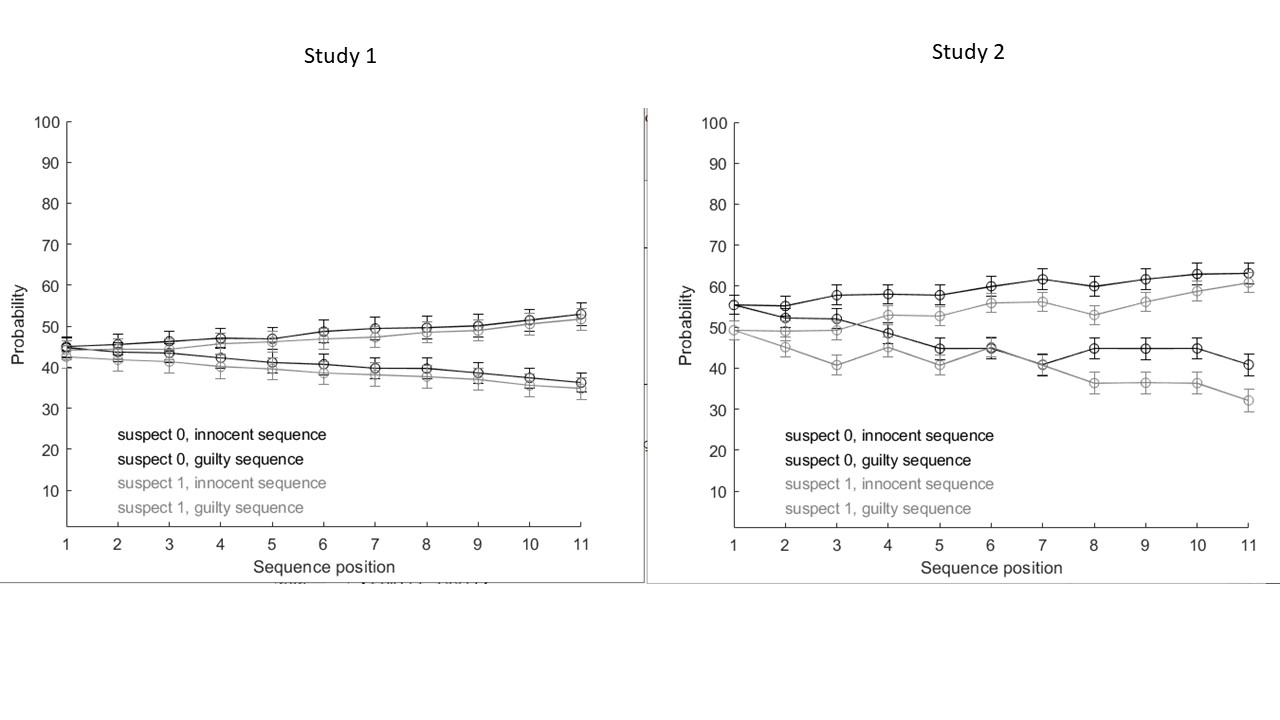 Study 1
Study 2
100
90
80
70
60
50
40
30
20
10
Probability
suspect 0, innocent sequence
suspect 0, guilty sequence
suspect 1, innocent sequence
suspect 1, guilty sequence
1 2 3 4 5 6 7 8 9 10 11
Sequence position
100
90
80
70
60
50
40
30
20
10
Probability
suspect 0, innocent sequence
suspect 0, guilty sequence
suspect 1, innocent sequence
suspect 1, guilty sequence
1 2 3 4 5 6 7 8 9 10 11
Sequence position